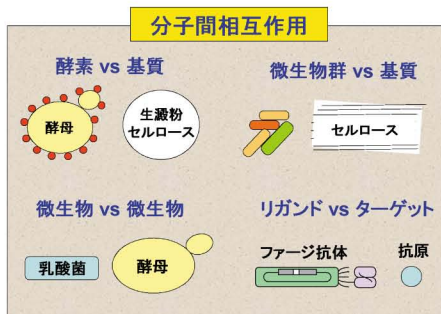 分子間相互作用
酵素 vs 基質
微生物群 vs 基質
酵母
生澱粉
セルロース
セルロース
微生物 vs 微生物
リガンド vs ターゲット
乳酸菌
酵母
ファージ抗体
抗原